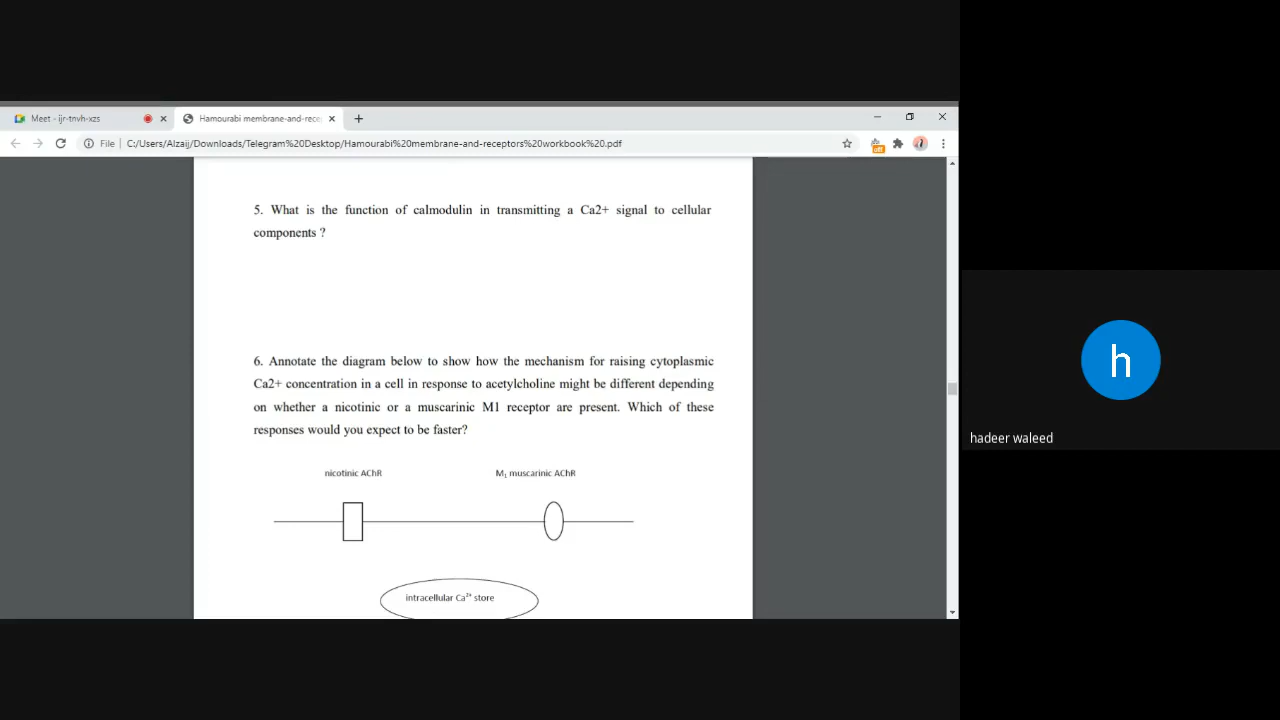 Meet - ijr-tnvh-xzs
Hamourabi membrane-and-rece
File
C:/Users/Alzaij/Downloads/Telegram%20Desktop/Hamourabi%20membrane-and-receptors%20workbook%20.pdf
off
5. What is the function of calmodulin in transmitting a Ca2+ signal to cellular
components ?
6. Annotate the diagram below to show how the mechanism for raising cytoplasmic
Ca2+ concentration in a cell in response to acetylcholine might be different depending
on whether a nicotinic or a muscarinic M1 receptor are present. Which of these
responses would you expect to be faster?
nicotinic AChR
M₁ muscarinic AChR
intracellular Ca²⁺ store
h
hadeer waleed